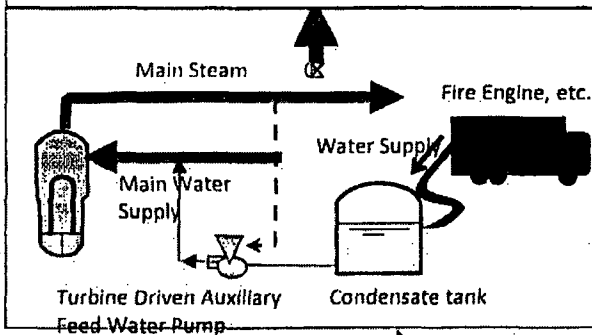 Main Steam
Fire Engine, etc.
Water Supply
Main Water
Supply
Turbine Driven Auxiliary
Feed Water Pump
Condensate tank